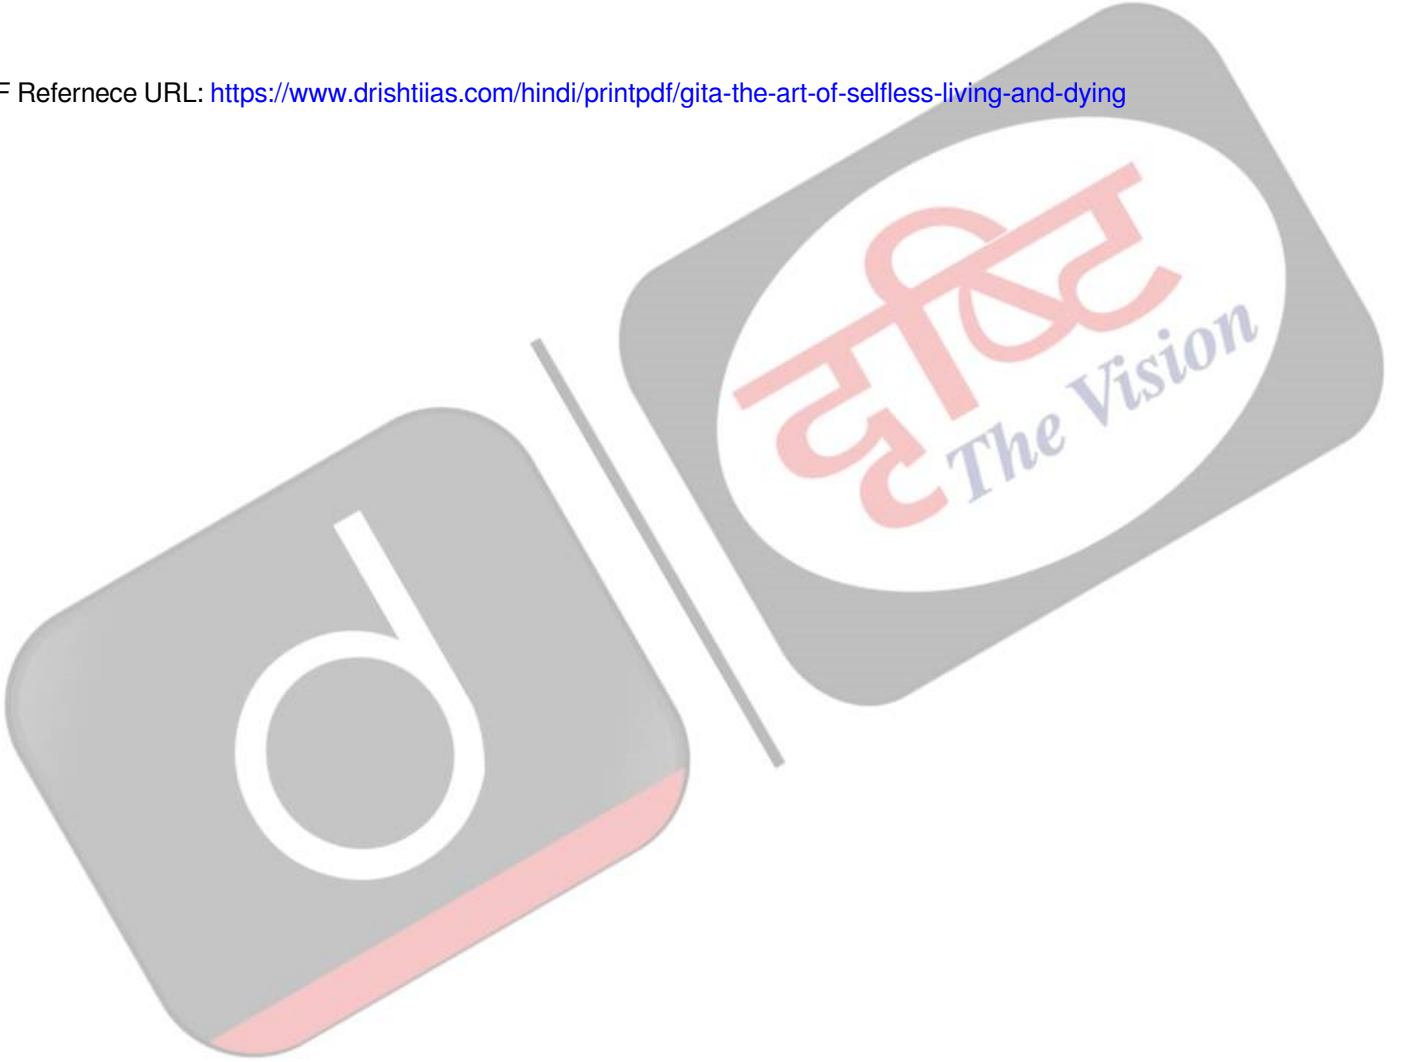 F Refernece URL: https://www.drishtiias.com/hindi/printpdf/gita-the-art-of-selfless-living-and-dying
दृष्टि
The Vision
d